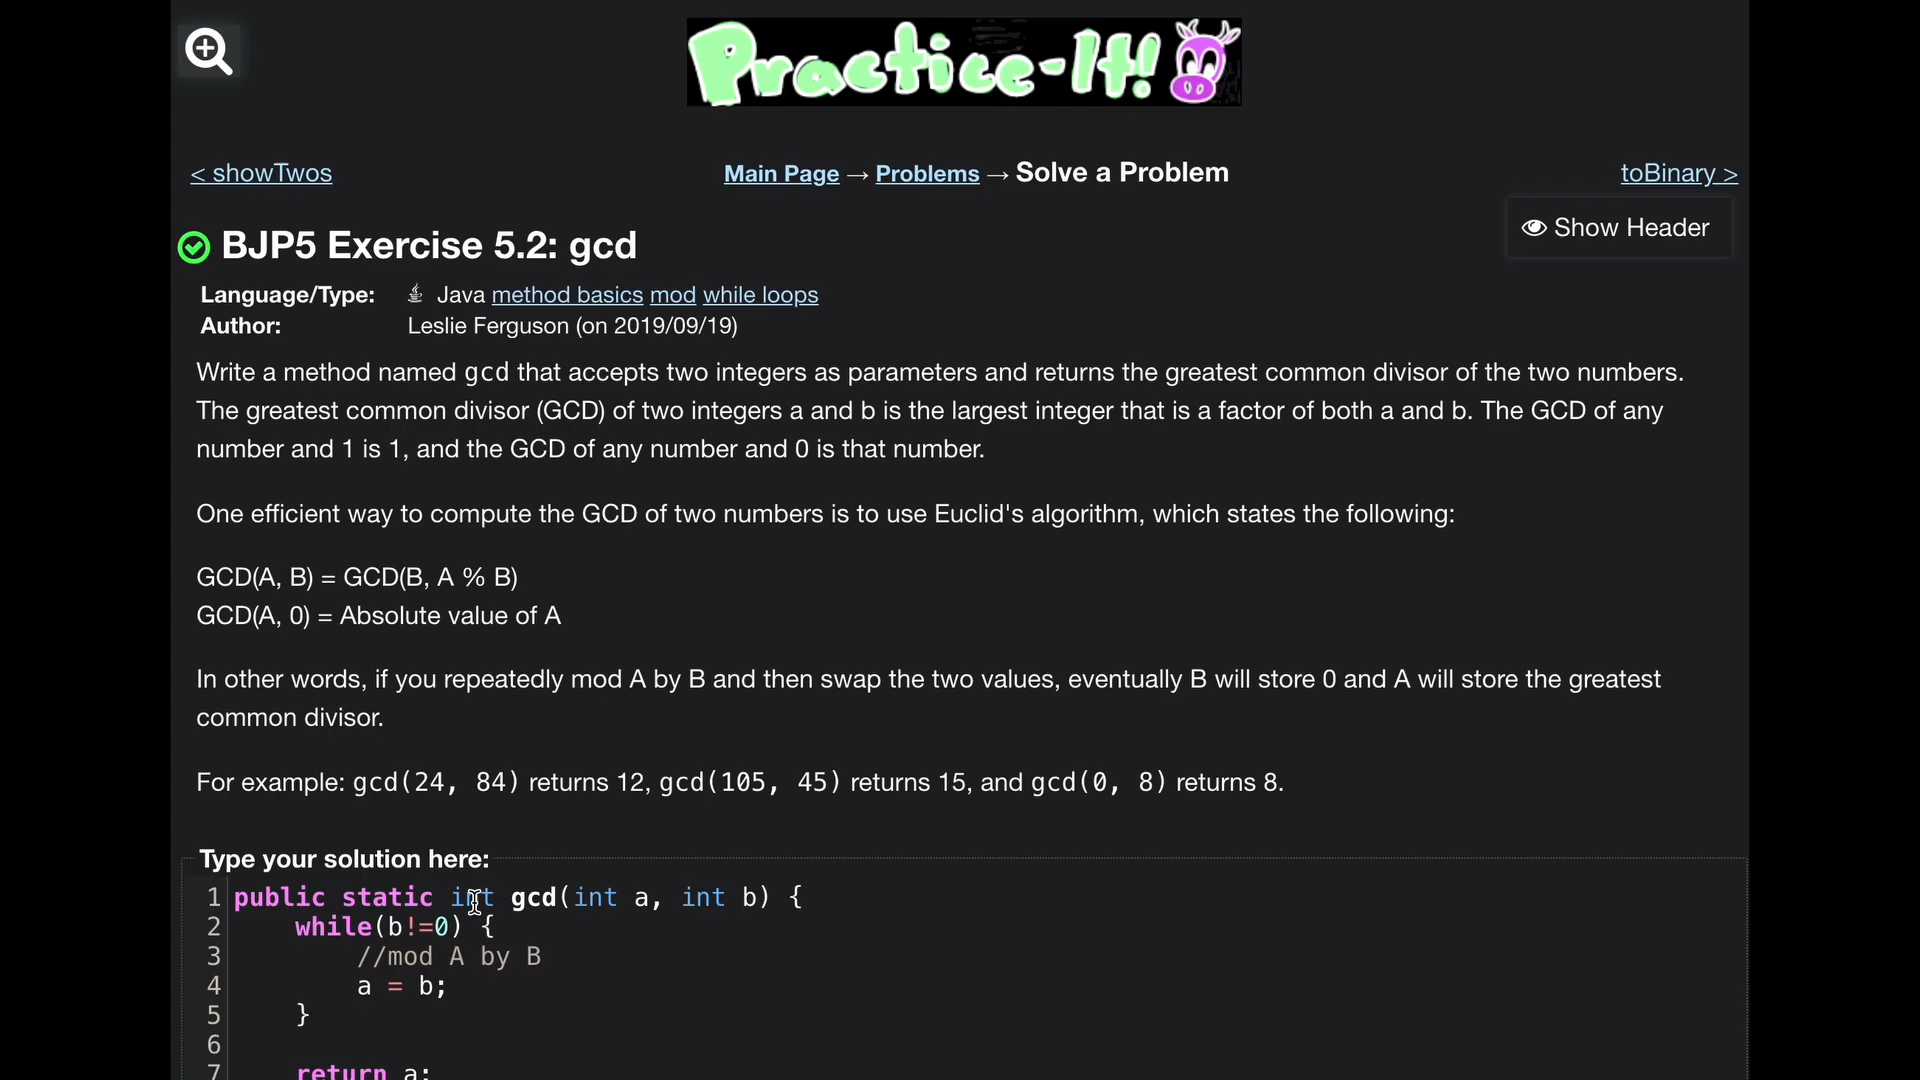 Practice-It!
< showTwos
Main Page → Problems → Solve a Problem
toBinary >
Show Header
BJP5 Exercise 5.2: gcd
Language/Type: Java method basics mod while loops
Author: Leslie Ferguson (on 2019/09/19)
Write a method named gcd that accepts two integers as parameters and returns the greatest common divisor of the two numbers.
The greatest common divisor (GCD) of two integers a and b is the largest integer that is a factor of both a and b. The GCD of any
number and 1 is 1, and the GCD of any number and 0 is that number.
One efficient way to compute the GCD of two numbers is to use Euclid's algorithm, which states the following:
GCD(A, B) = GCD(B, A % B)
GCD(A, 0) = Absolute value of A
In other words, if you repeatedly mod A by B and then swap the two values, eventually B will store 0 and A will store the greatest
common divisor.
For example: gcd(24, 84) returns 12, gcd(105, 45) returns 15, and gcd(0, 8) returns 8.
Type your solution here:
1 public static int gcd(int a, int b) {
2     while(b!=0) {
3         //mod A by B
4         a = b;
5     }
6
7     return a;